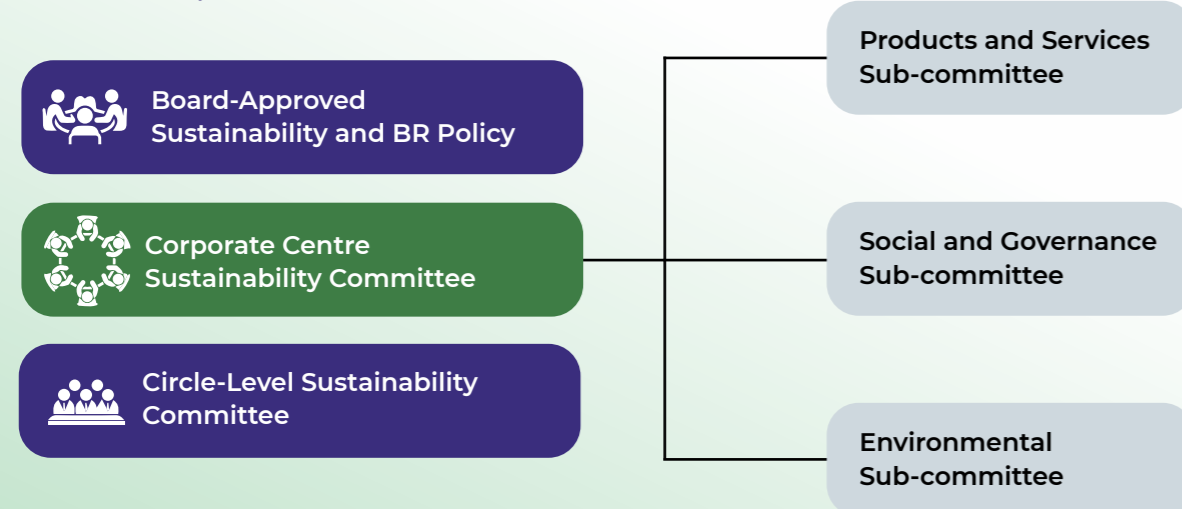 Board-Approved
Sustainability and BR Policy
Corporate Centre
Sustainability Committee
Circle-Level Sustainability
Committee
Products and Services
Sub-committee
Social and Governance
Sub-committee
Environmental
Sub-committee